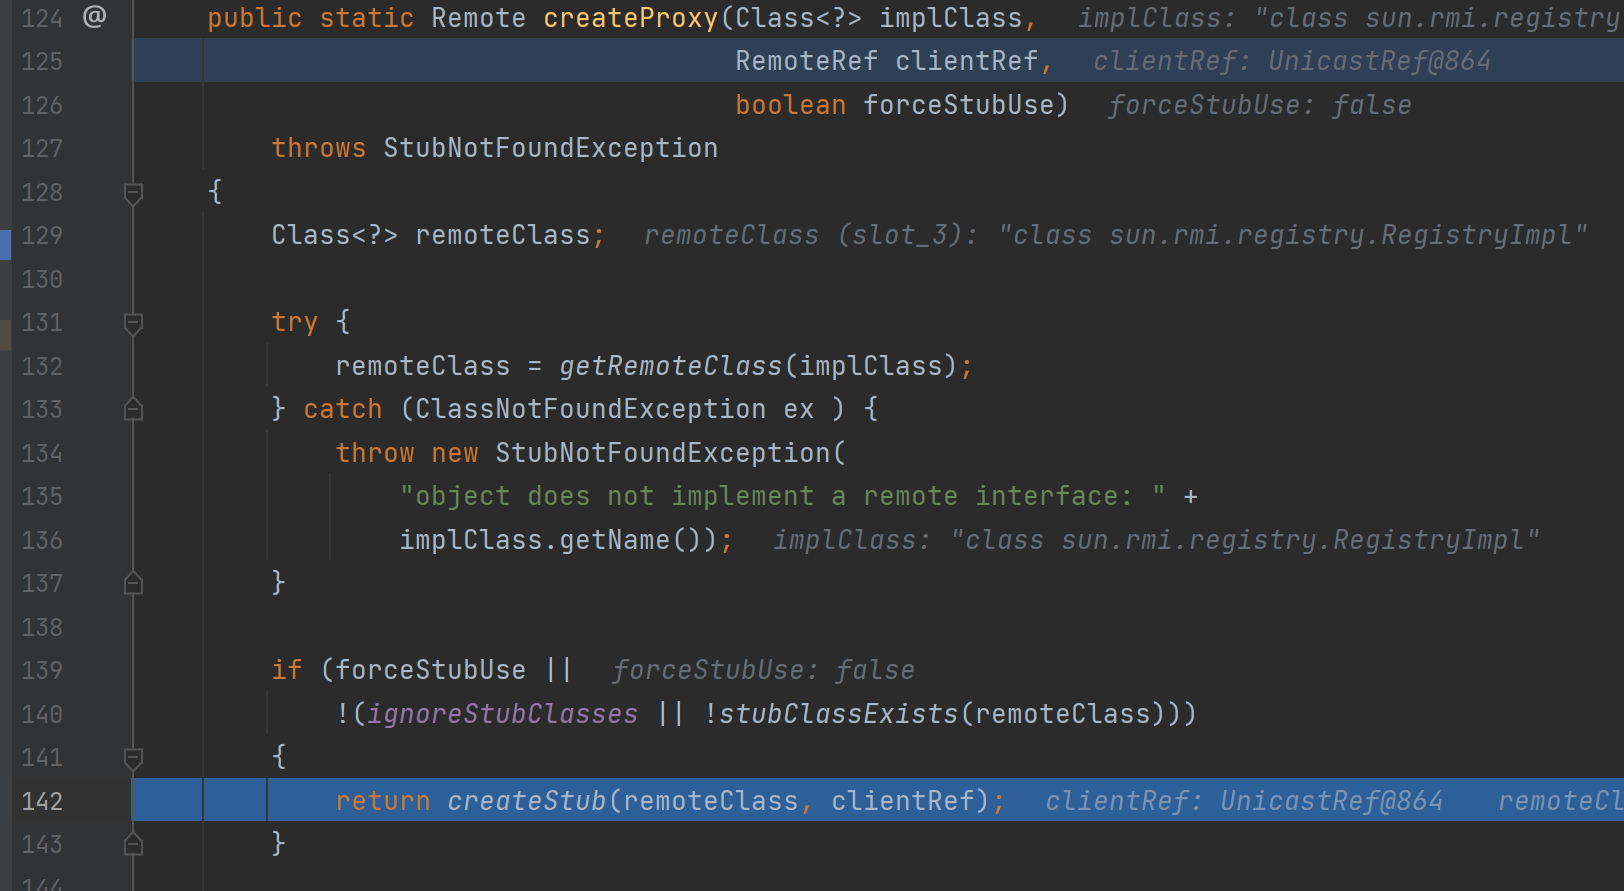 124 @ public static Remote createProxy(Class<?> implClass, implClass: "class sun.rmi.registry
125 RemoteRef clientRef, clientRef: UnicastRef@864
126 boolean forceStubUse) forceStubUse: false
127 throws StubNotFoundException
128 {
129 Class<?> remoteClass; remoteClass (slot_3): "class sun.rmi.registry.RegistryImpl"
130
131 try {
132 remoteClass = getRemoteClass(implClass);
133 } catch (ClassNotFoundException ex ) {
134 throw new StubNotFoundException(
135 "object does not implement a remote interface: " +
136 implClass.getName()); implClass: "class sun.rmi.registry.RegistryImpl"
137 }
138
139 if (forceStubUse || forceStubUse: false
140 !(ignoreStubClasses || !stubClassExists(remoteClass)))
141 {
142 return createStub(remoteClass, clientRef); clientRef: UnicastRef@864 remoteCl
143 }
144